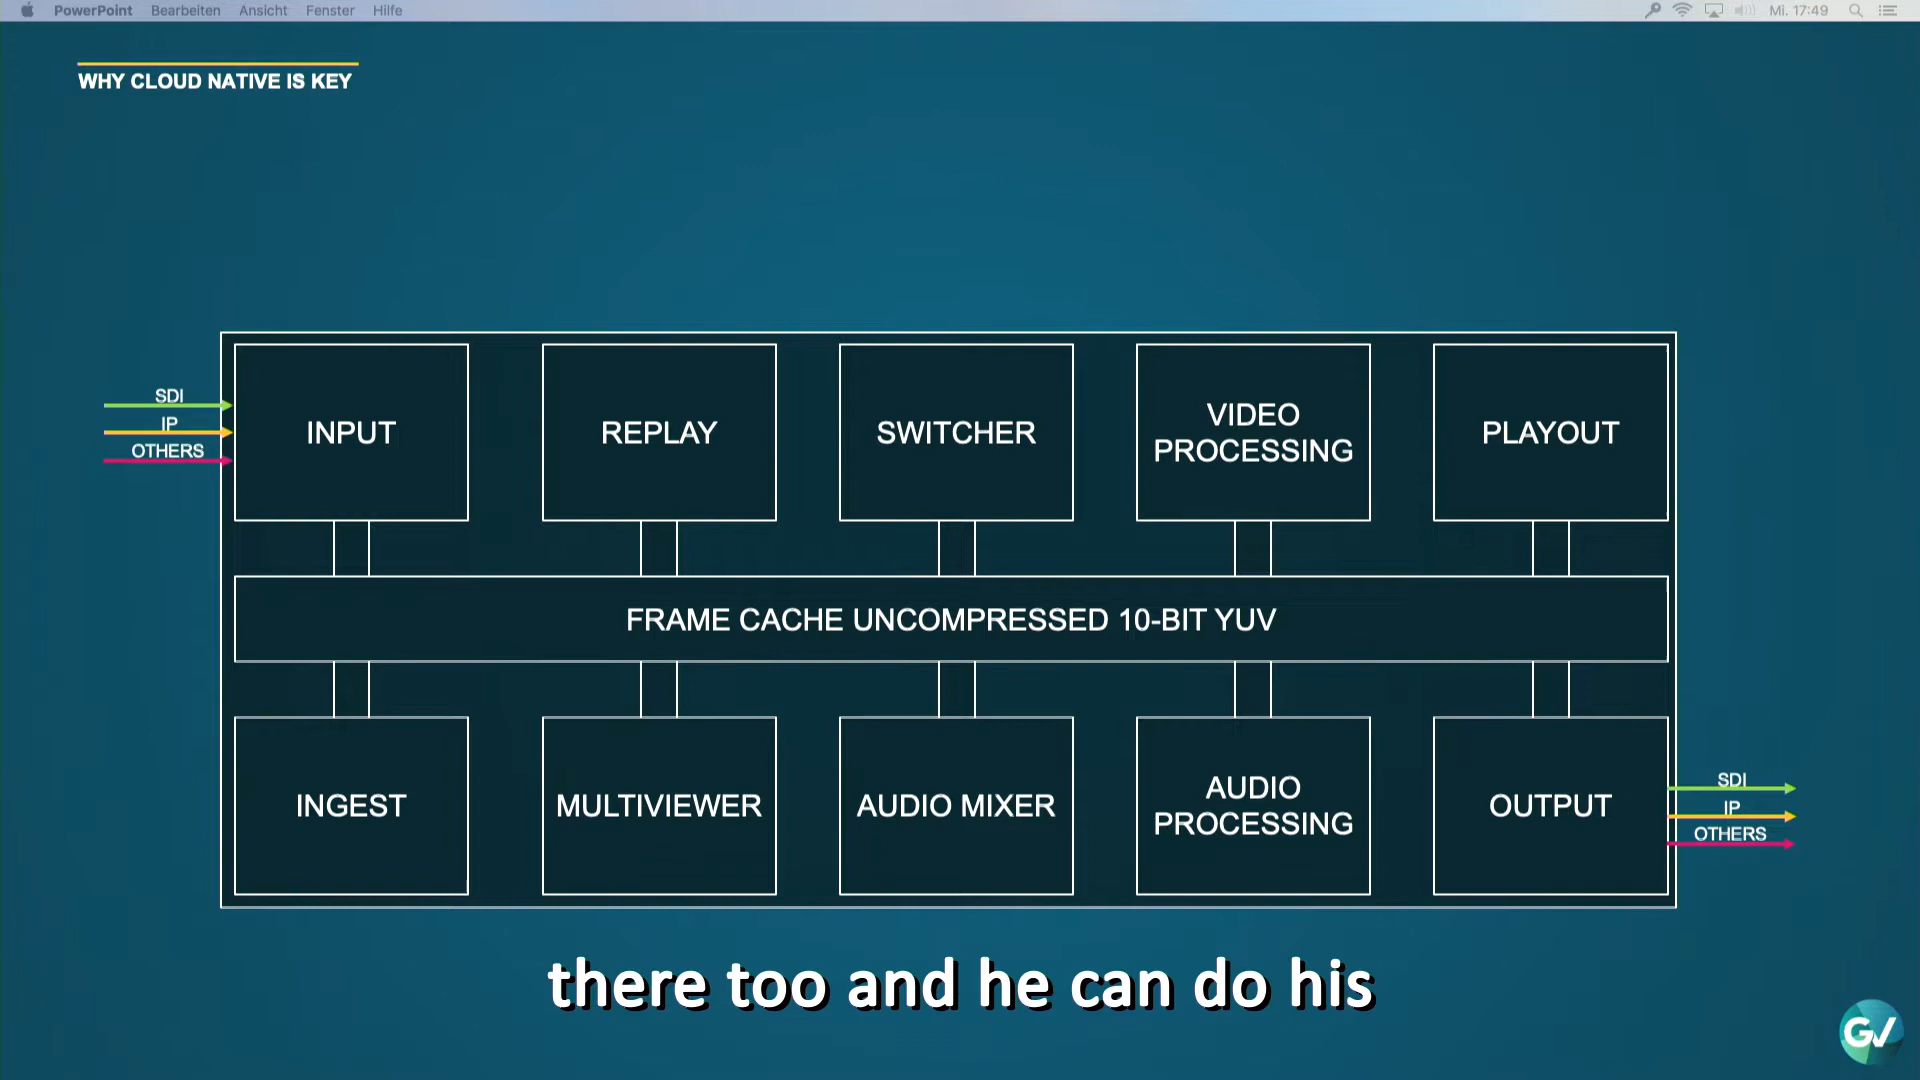 PowerPoint Bearbeiten Ansicht Fenster Hilfe Mi. 17:49
WHY CLOUD NATIVE IS KEY
SDI
IP
OTHERS
INPUT
REPLAY
SWITCHER
VIDEO
PROCESSING
PLAYOUT
FRAME CACHE UNCOMPRESSED 10-BIT YUV
INGEST
MULTIVIEWER
AUDIO MIXER
AUDIO
PROCESSING
OUTPUT
SDI
IP
OTHERS
there too and he can do his
GV